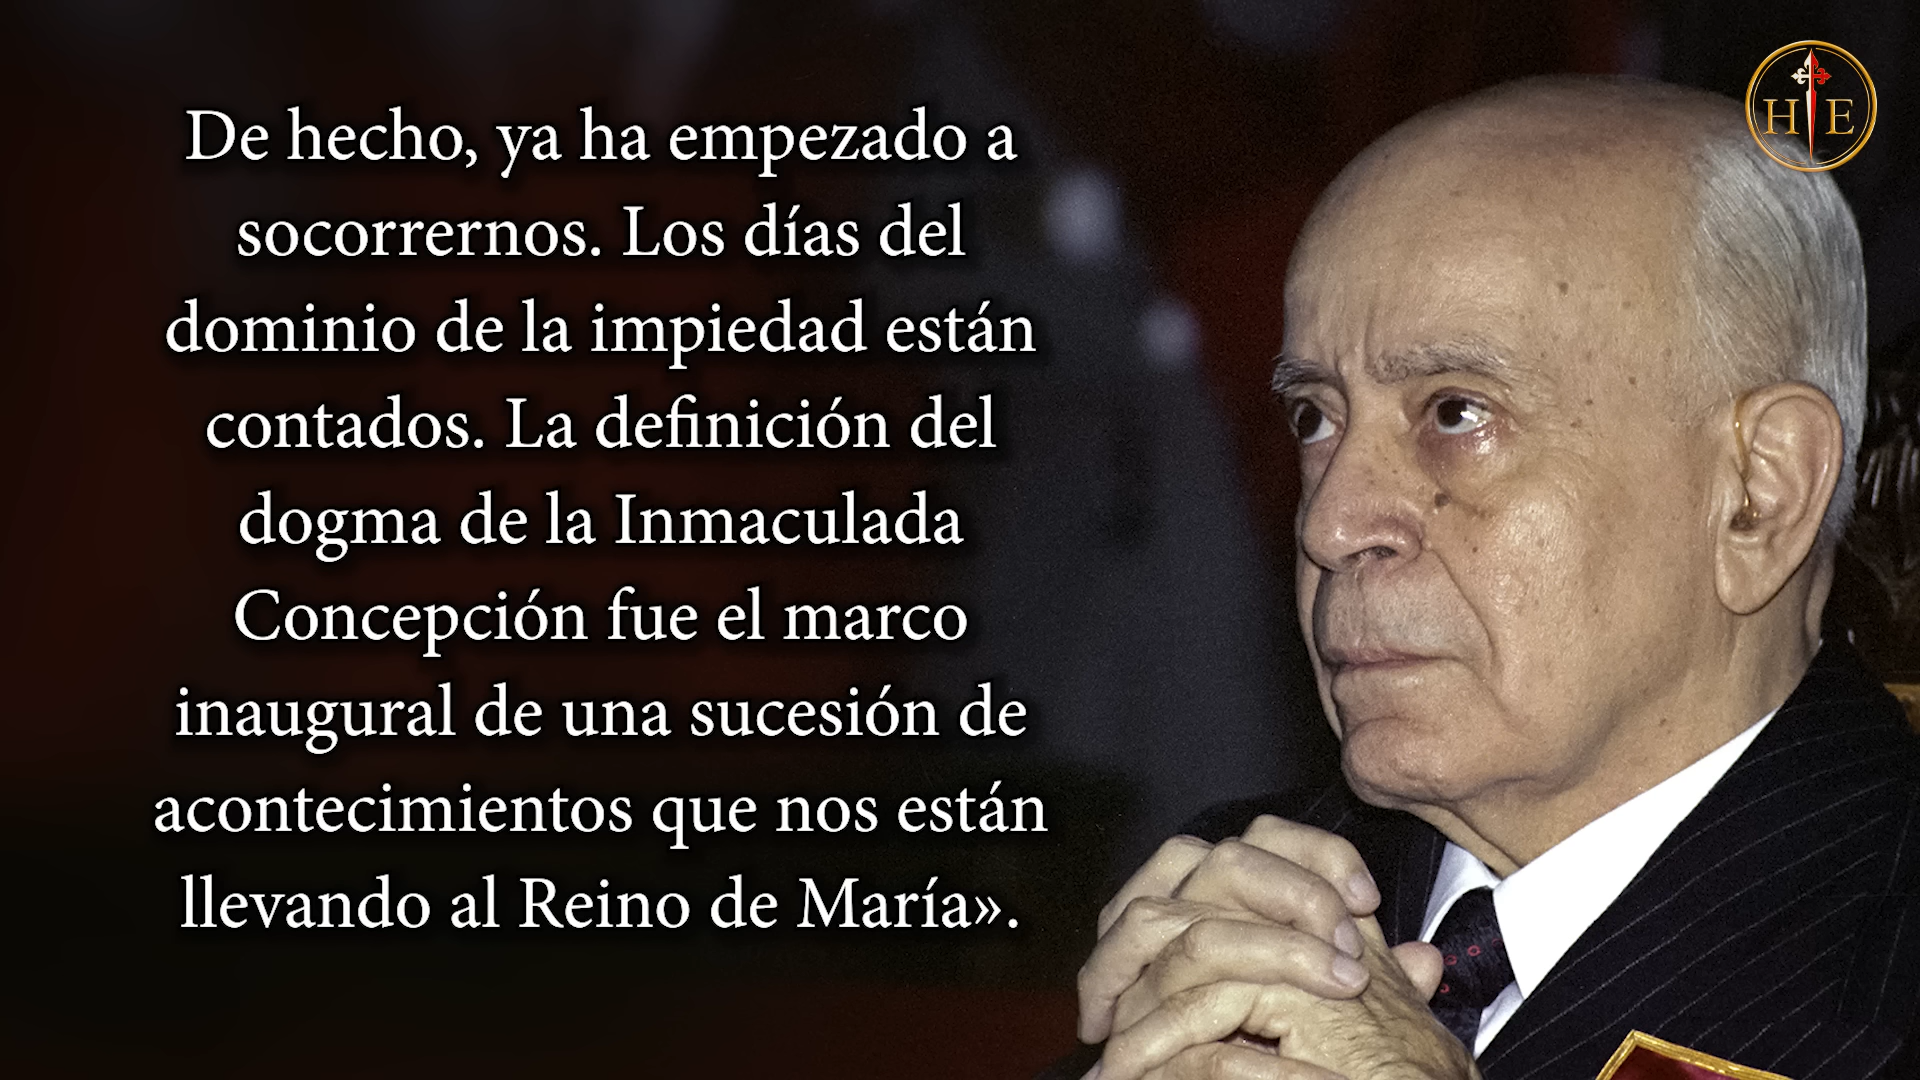 De hecho, ya ha empezado a
socorrernos. Los días del
dominio de la impiedad están
contados. La definición del
dogma de la Inmaculada
Concepción fue el marco
inaugural de una sucesión de
acontecimientos que nos están
llevando al Reino de María».
H E